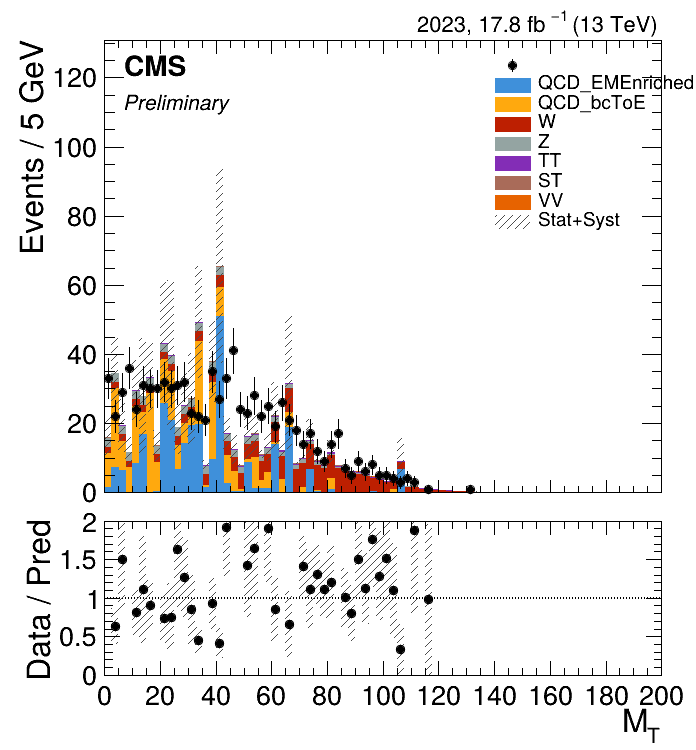 2023, 17.8 fb⁻¹ (13 TeV)
CMS
Preliminary
Events / 5 GeV
120
100
80
60
40
20
0
QCD_EMEnriched
QCD_bcToE
W
Z
TT
ST
VV
Stat+Syst
Data / Pred
2
1.5
1
0.5
0
0 20 40 60 80 100 120 140 160 180 200
M_T